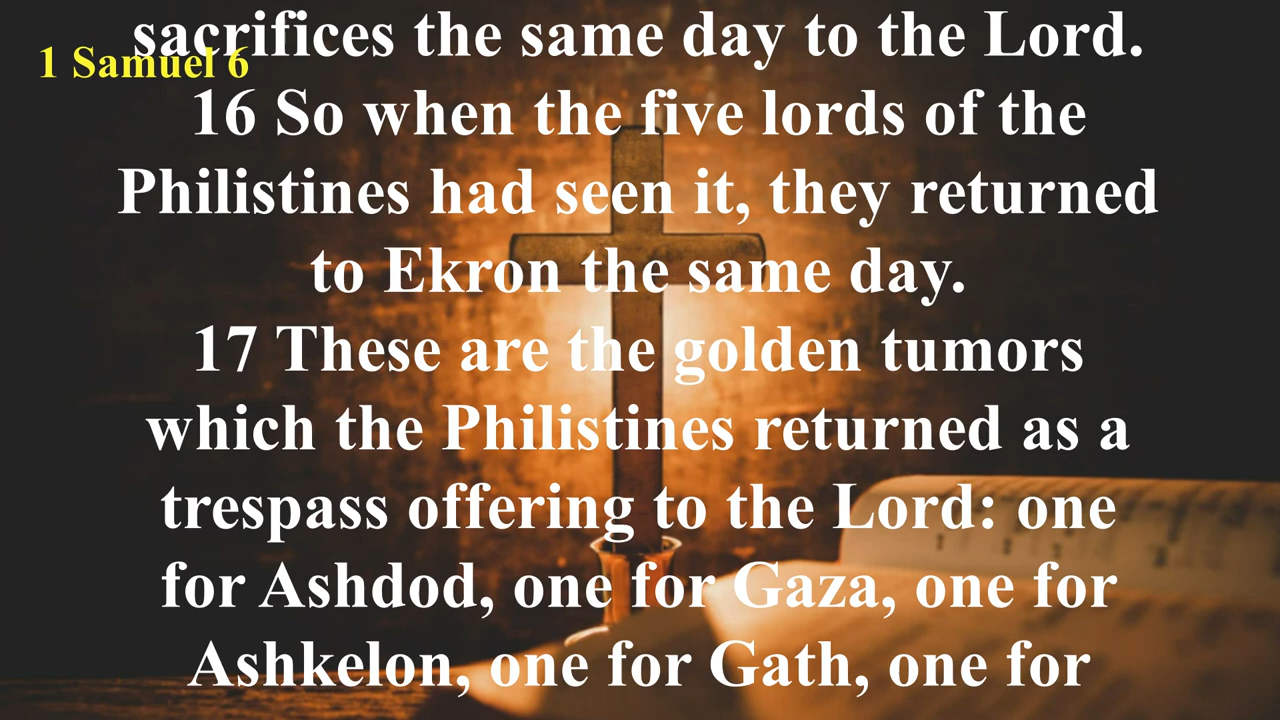 sacrifices the same day to the Lord.
1 Samuel 6
16 So when the five lords of the
Philistines had seen it, they returned
to Ekron the same day.
17 These are the golden tumors
which the Philistines returned as a
trespass offering to the Lord: one
for Ashdod, one for Gaza, one for
Ashkelon, one for Gath, one for